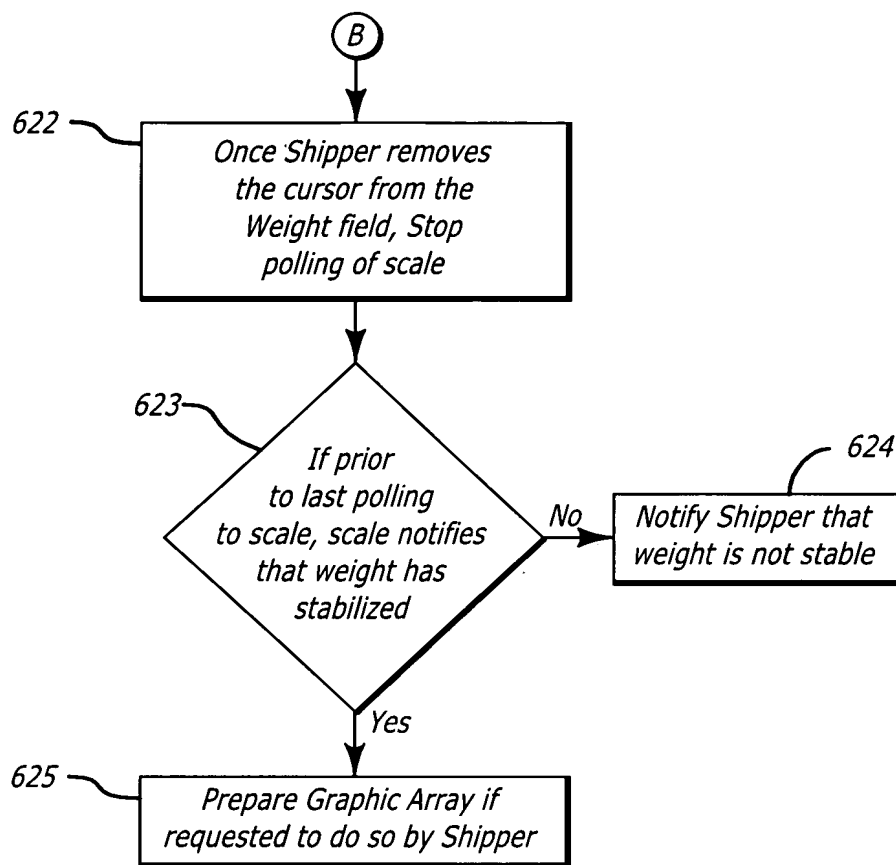 B
622
Once Shipper removes
the cursor from the
Weight field, Stop
polling of scale
623
If prior
to last polling
to scale, scale notifies
that weight has
stabilized
No
624
Notify Shipper that
weight is not stable
Yes
625
Prepare Graphic Array if
requested to do so by Shipper